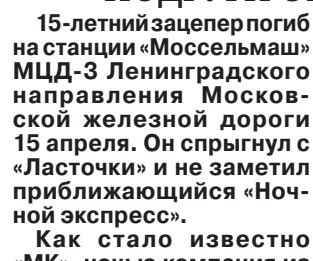 15-летний зацепер погиб
на станции «Моссельмаш»
МЦД-3 Ленинградского
направления Москов-
ской железной дороги
15 апреля. Он спрыгнул с
«Ласточки» и не заметил
приближающийся «Ноч-
ной экспресс».
Как стало известно